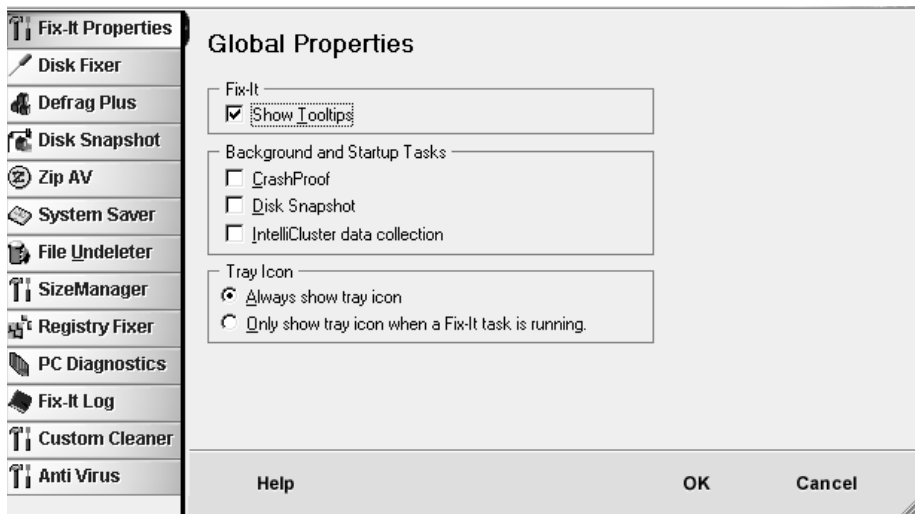 Fix-It Properties
Disk Fixer
Defrag Plus
Disk Snapshot
Zip AV
System Saver
File Undeleter
SizeManager
Registry Fixer
PC Diagnostics
Fix-It Log
Custom Cleaner
Anti Virus
Global Properties
Fix-It
Show Tooltips
Background and Startup Tasks
CrashProof
Disk Snapshot
IntelliCluster data collection
Tray Icon
Always show tray icon
Only show tray icon when a Fix-It task is running.
Help
OK
Cancel